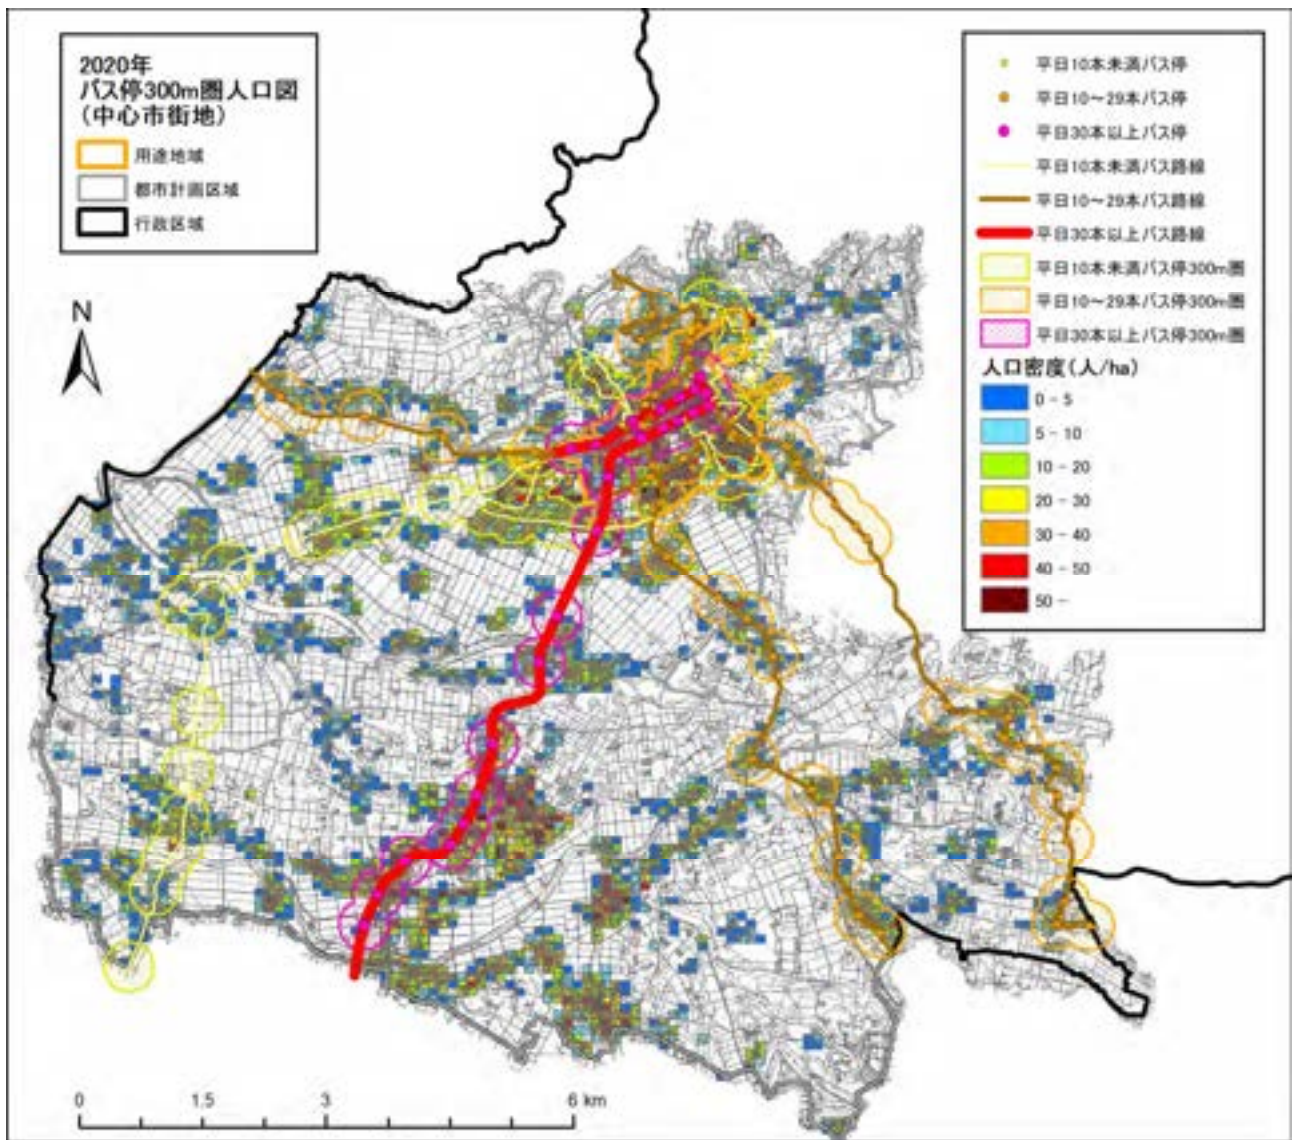 2020年
バス停300m圏人口図
(中心市街地)
用途地域
都市計画区域
行政区域
N
平日10本未満バス停
平日10～29本バス停
平日30本以上バス停
平日10本未満バス路線
平日10～29本バス路線
平日30本以上バス路線
平日10本未満バス停300m圏
平日10～29本バス停300m圏
平日30本以上バス停300m圏
人口密度(人/ha)
0 - 5
5 - 10
10 - 20
20 - 30
30 - 40
40 - 50
50 -
0 1.5 3 6 km